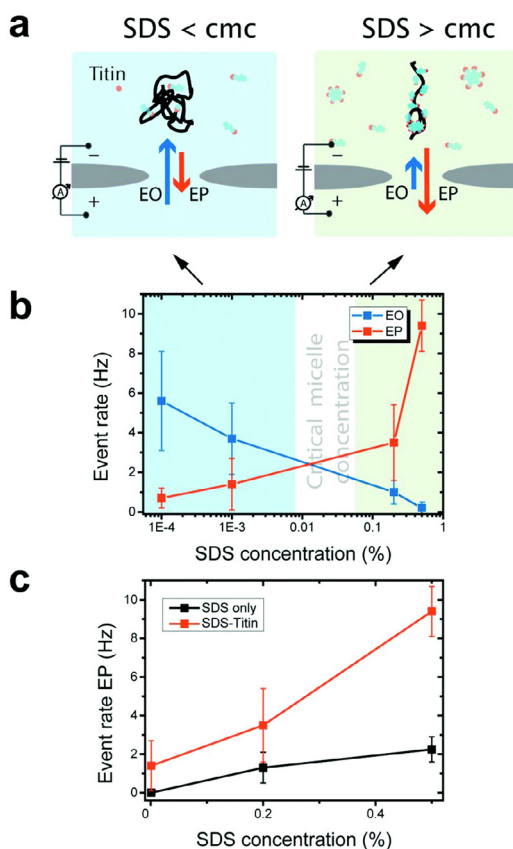 a
SDS < cmc
SDS > cmc
Titin
−
−
A
A
+
+
EO
EP
EO
EP
b
Event rate (Hz)
10
8
6
4
2
0
EO
EP
Critical micelle
concentration
1E-4
1E-3
0.01
0.1
1
SDS concentration (%)
c
Event rate EP (Hz)
10
8
6
4
2
0
SDS only
SDS-Titin
0
0.2
0.4
SDS concentration (%)